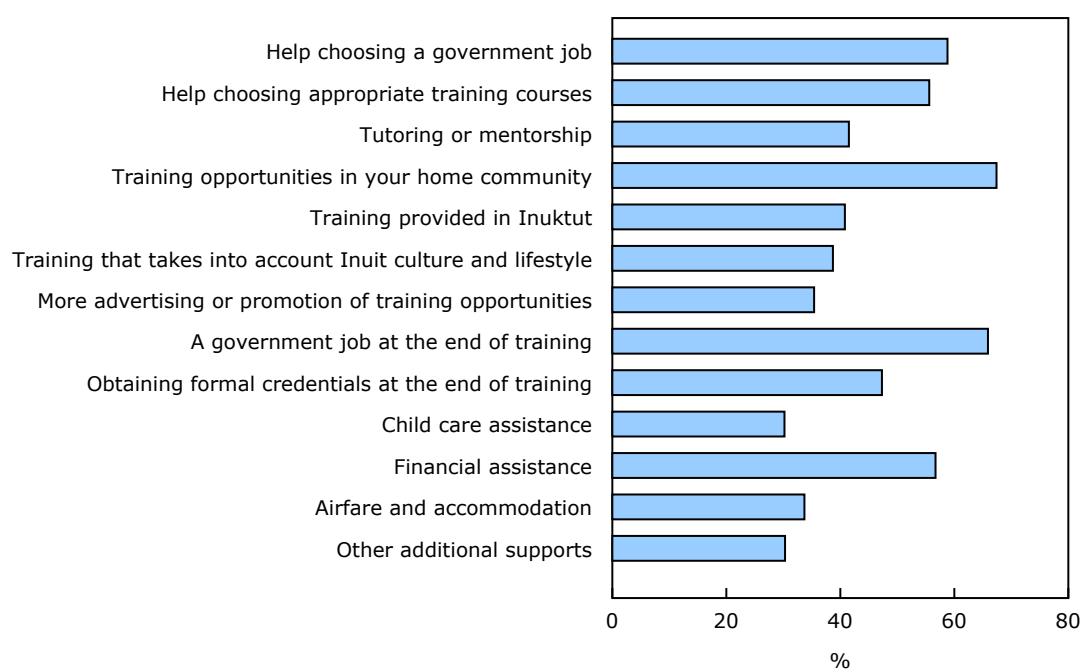 Help choosing a government job
Help choosing appropriate training courses
Tutoring or mentorship
Training opportunities in your home community
Training provided in Inuktut
Training that takes into account Inuit culture and lifestyle
More advertising or promotion of training opportunities
A government job at the end of training
Obtaining formal credentials at the end of training
Child care assistance
Financial assistance
Airfare and accommodation
Other additional supports
0 20 40 60 80
%